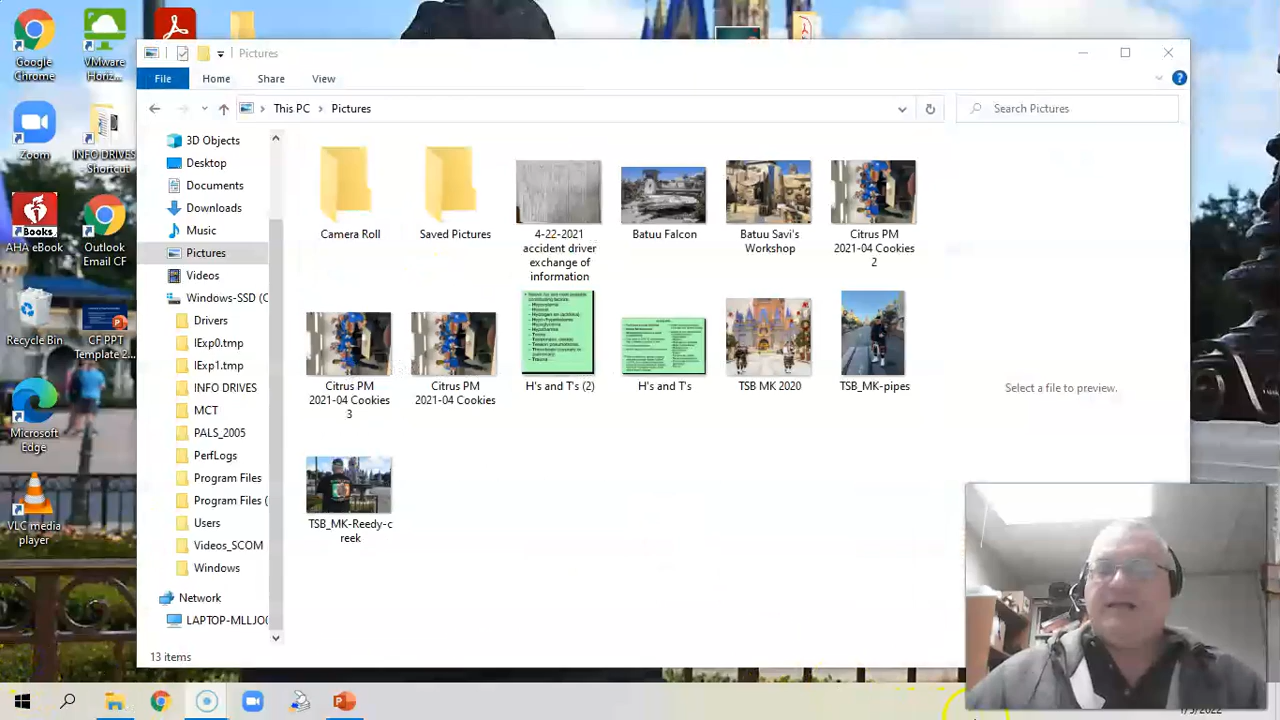 Google
Chrome
VMware
Horiz...
Zoom
INFO DRIVES
Shortcut
AHA eBook
Books
Outlook
Email CF
Recycle Bin
CF PPT
Template 2...
Microsoft
Edge
VLC media
player
Pictures
File Home Share View
This PC > Pictures
Search Pictures
3D Objects
Desktop
Documents
Downloads
Music
Pictures
Videos
Windows-SSD (C
Drivers
IExp0.tmp
IExp1.tmp
INFO DRIVES
MCT
PALS_2005
PerfLogs
Program Files
Program Files (
Users
Videos_SCOM
Windows
Network
LAPTOP-MLLJO
Camera Roll
Saved Pictures
4-22-2021
accident driver
exchange of
information
Batuu Falcon
Batuu Savi's
Workshop
Citrus PM
2021-04 Cookies
2
Citrus PM
2021-04 Cookies
3
Citrus PM
2021-04 Cookies
H's and T's (2)
H's and T's
TSB MK 2020
TSB_MK-pipes
TSB_MK-Reedy-c
reek
Select a file to preview.
13 items